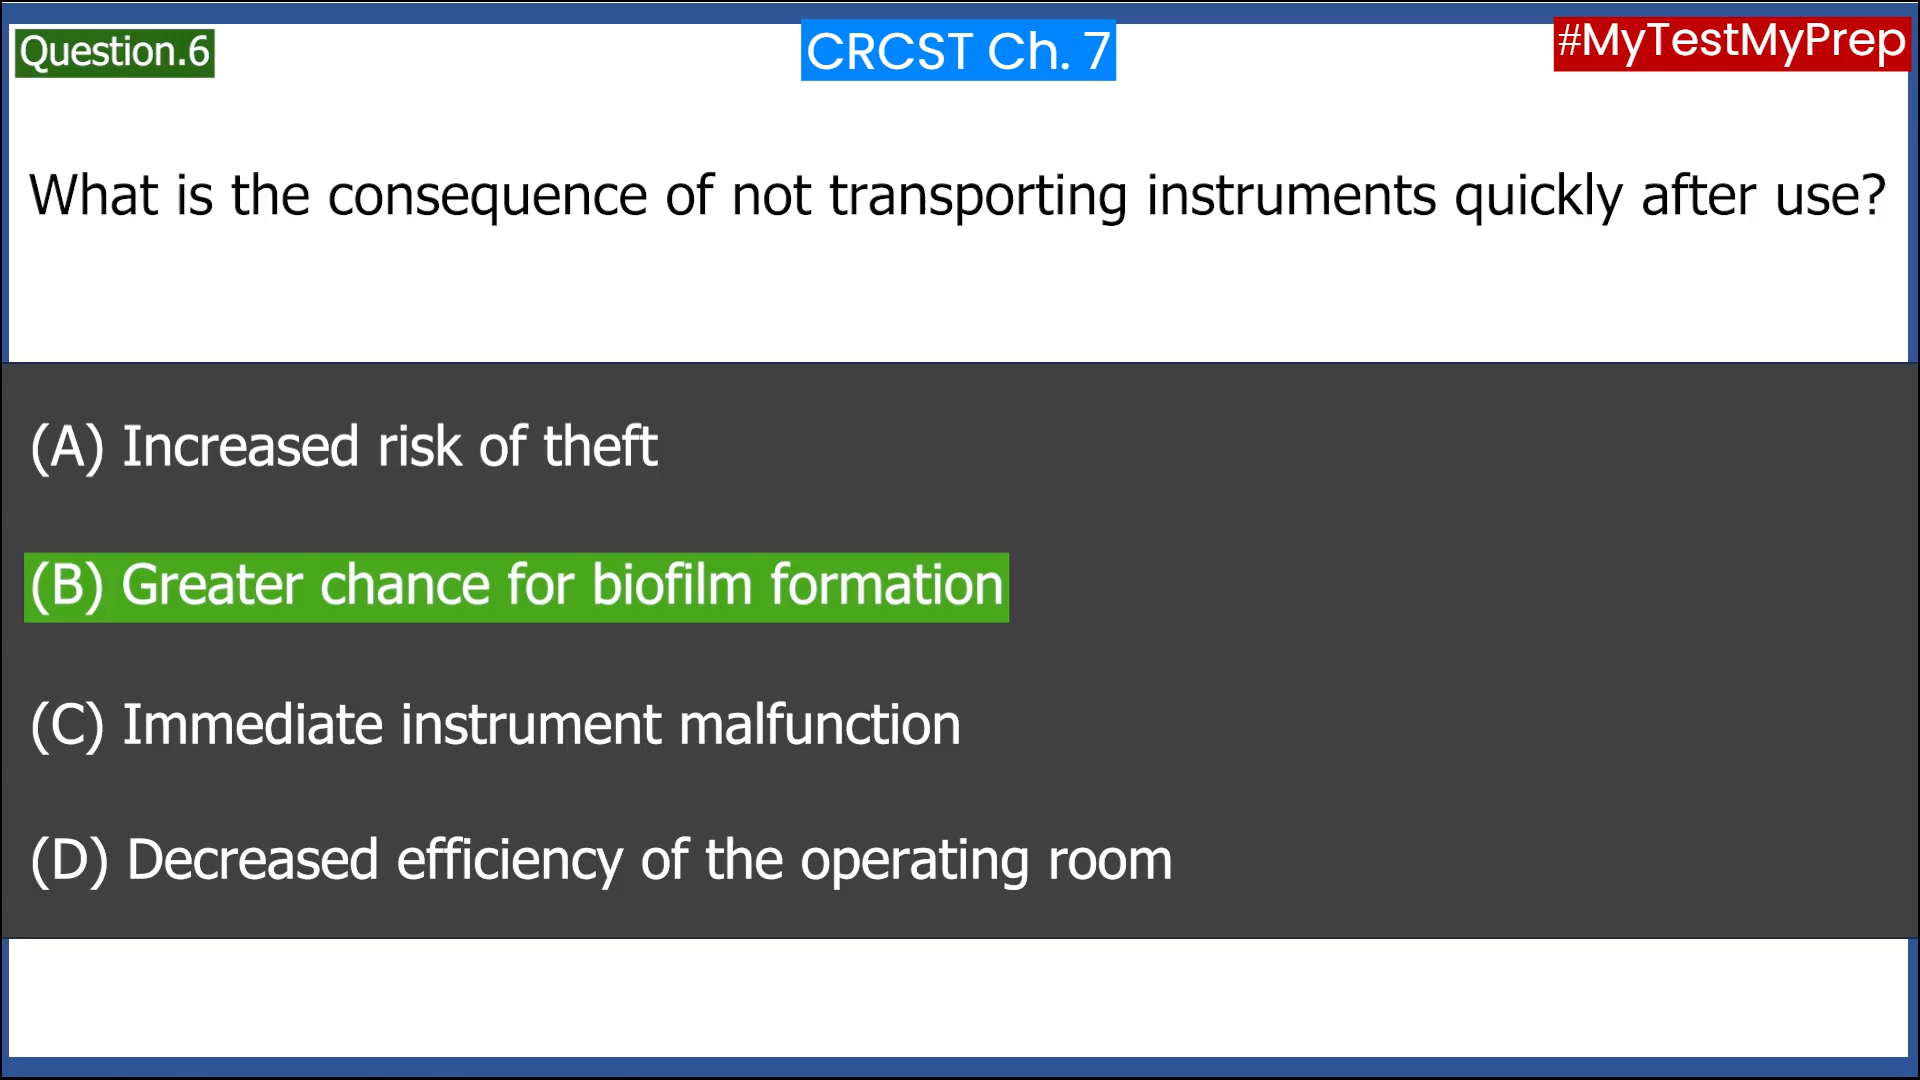 Question.6
CRCST Ch. 7
#MyTestMyPrep
What is the consequence of not transporting instruments quickly after use?
(A) Increased risk of theft
(B) Greater chance for biofilm formation
(C) Immediate instrument malfunction
(D) Decreased efficiency of the operating room